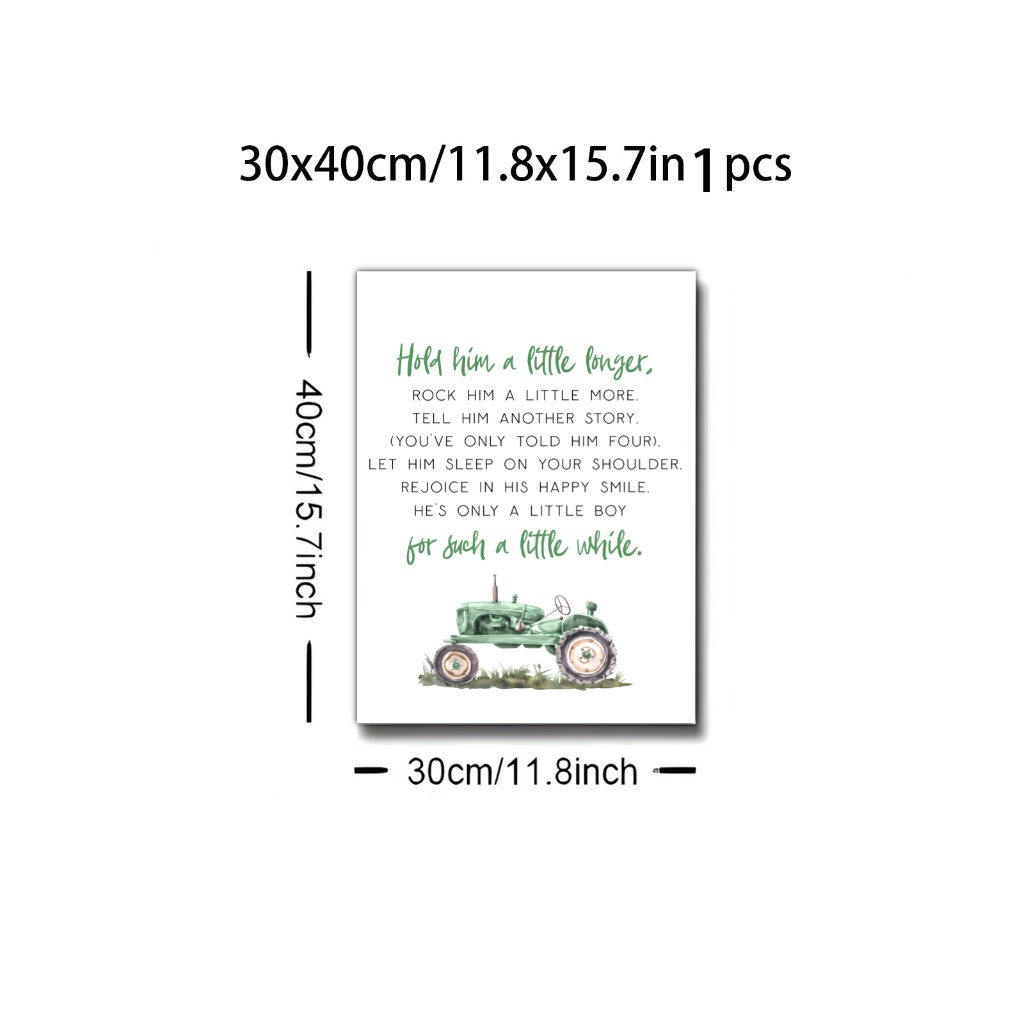 30x40cm/11.8x15.7in 1 pcs
40cm/15.7inch
Hold him a little longer,
ROCK HIM A LITTLE MORE.
TELL HIM ANOTHER STORY.
(YOU'VE ONLY TOLD HIM FOUR).
LET HIM SLEEP ON YOUR SHOULDER.
REJOICE IN HIS HAPPY SMILE.
HE'S ONLY A LITTLE BOY
for such a little while.
30cm/11.8inch